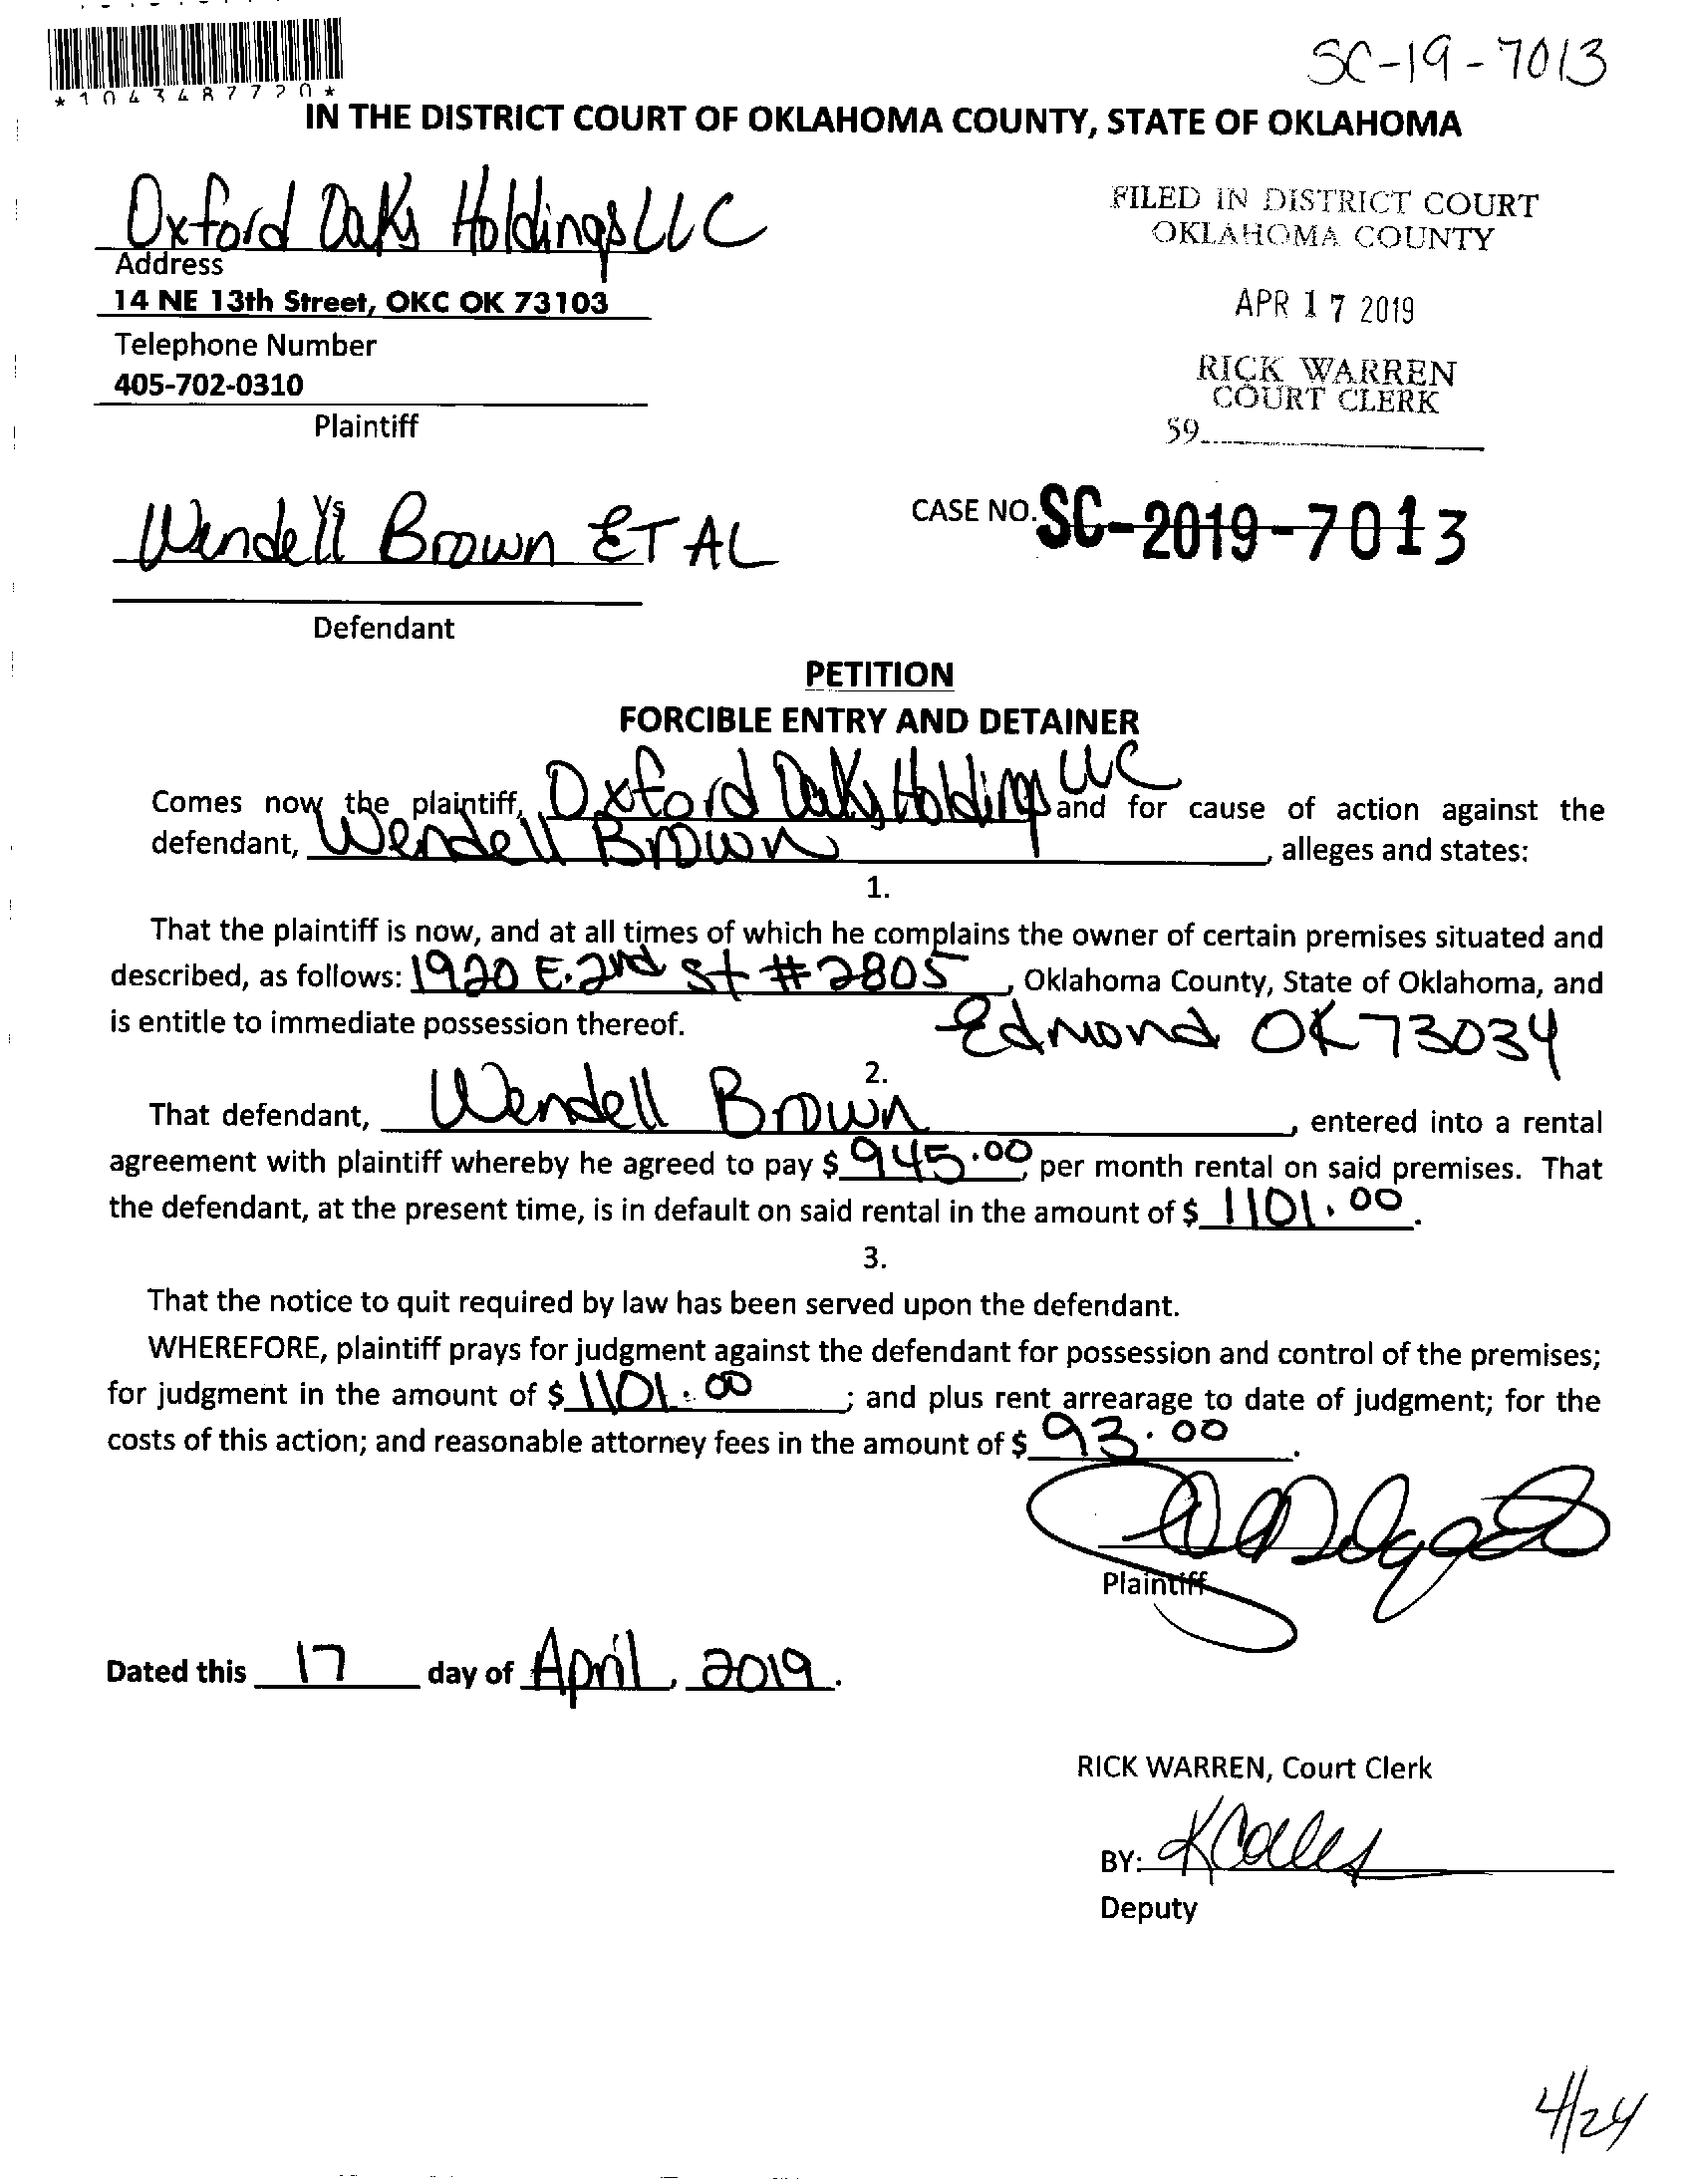 SC-19-7013
*1043487720*
IN THE DISTRICT COURT OF OKLAHOMA COUNTY, STATE OF OKLAHOMA
Oxford Oaks Holdings LLC
Address
14 NE 13th Street, OKC OK 73103
Telephone Number
405-702-0310
Plaintiff
FILED IN DISTRICT COURT
OKLAHOMA COUNTY
APR 17 2019
RICK WARREN
COURT CLERK
59
Vs
Wendell Brown ET AL
CASE NO. SC-2019-7013
Defendant
PETITION
FORCIBLE ENTRY AND DETAINER
Comes now the plaintiff, Oxford Oaks Holdings LLC and for cause of action against the
defendant, Wendell Brown, alleges and states:
1.
That the plaintiff is now, and at all times of which he complains the owner of certain premises situated and
described, as follows: 1920 E. 2nd St #2805, Oklahoma County, State of Oklahoma, and
is entitle to immediate possession thereof. Edmond OK 73034
2.
That defendant, Wendell Brown, entered into a rental
agreement with plaintiff whereby he agreed to pay $ 945.00, per month rental on said premises. That
the defendant, at the present time, is in default on said rental in the amount of $ 1101.00.
3.
That the notice to quit required by law has been served upon the defendant.
WHEREFORE, plaintiff prays for judgment against the defendant for possession and control of the premises;
for judgment in the amount of $ 1101.00; and plus rent arrearage to date of judgment; for the
costs of this action; and reasonable attorney fees in the amount of $ 93.00.
Plaintiff
Dated this 17 day of April, 2019.
RICK WARREN, Court Clerk
BY:
Deputy
4/24